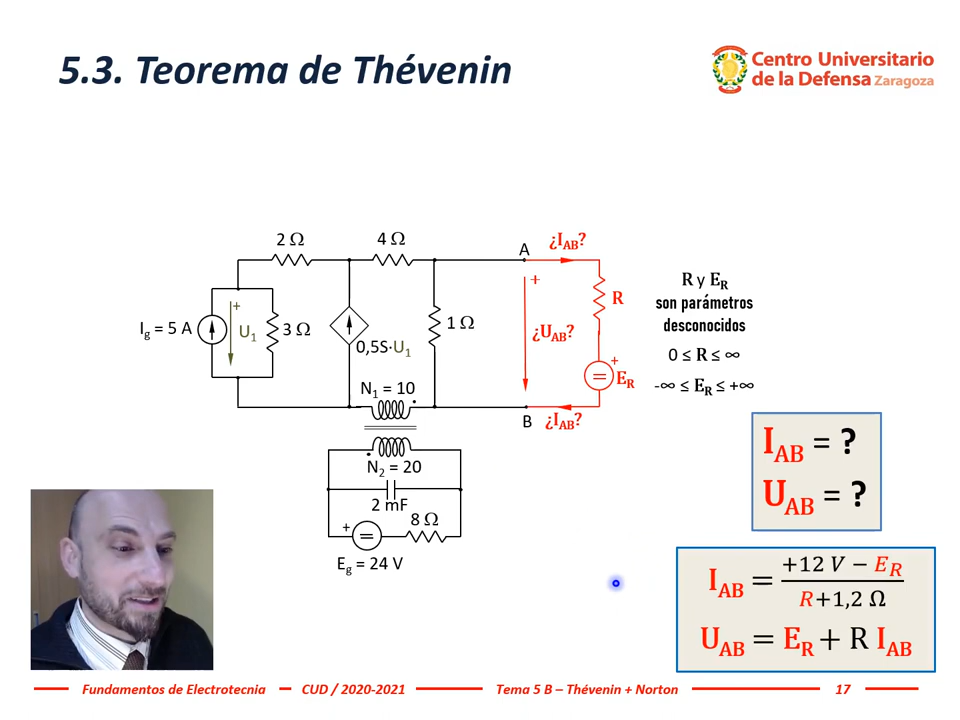 5.3. Teorema de Thévenin
Centro Universitario
de la Defensa Zaragoza
2 Ω
4 Ω
A
¿I_AB?
+
R
R y E_R
son parámetros
desconocidos
0 ≤ R ≤ ∞
-∞ ≤ E_R ≤ +∞
I_g = 5 A
+
U_1
3 Ω
1 Ω
¿U_AB?
0,5S·U_1
+
=
E_R
N_1 = 10
B
¿I_AB?
N_2 = 20
2 mF
8 Ω
+
=
E_g = 24 V
I_AB = ?
U_AB = ?
I_AB = (+12 V − E_R) / (R+1,2 Ω)
U_AB = E_R + R I_AB
Fundamentos de Electrotecnia
CUD / 2020-2021
Tema 5 B – Thévenin + Norton
17